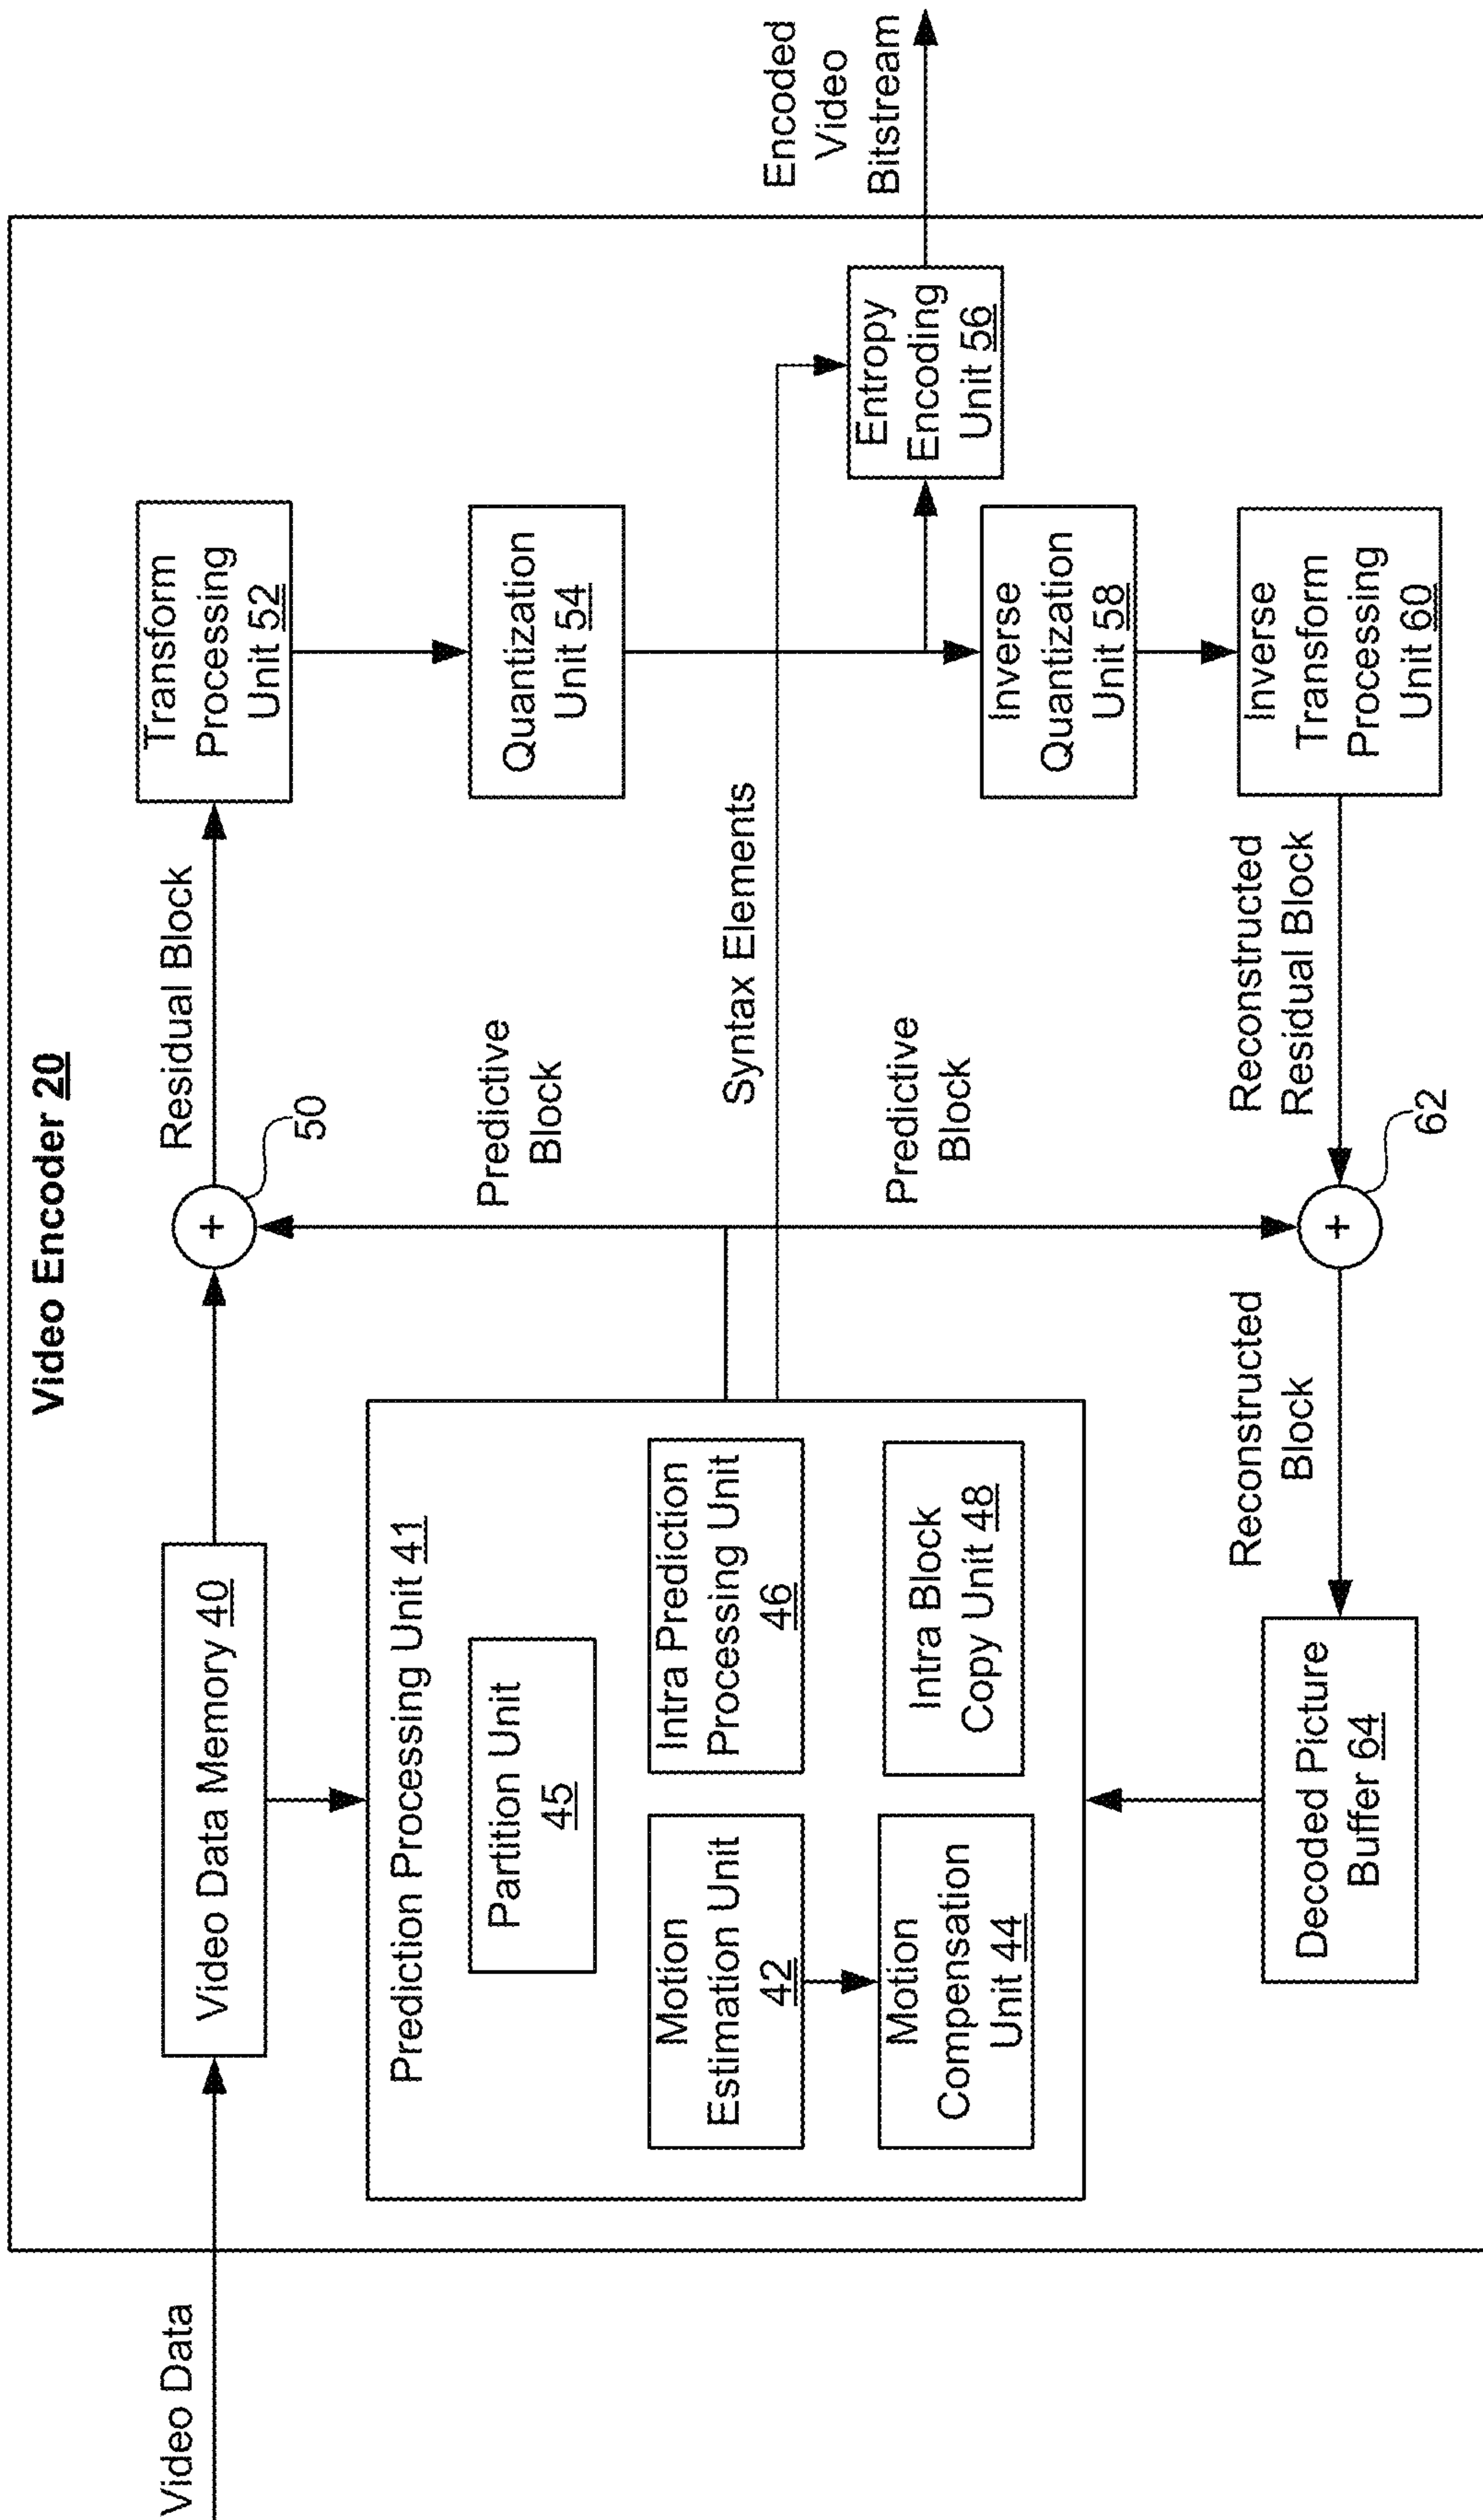 Video Encoder 20
Video Data
Video Data Memory 40
Residual Block
50
Transform
Processing
Unit 52
Prediction Processing Unit 41
Partition Unit
45
Motion
Estimation Unit
42
Intra Prediction
Processing Unit
46
Motion
Compensation
Unit 44
Intra Block
Copy Unit 48
Predictive
Block
Quantization
Unit 54
Syntax Elements
Predictive
Block
Entropy
Encoding
Unit 56
Encoded
Video
Bitstream
Inverse
Quantization
Unit 58
Inverse
Transform
Processing
Unit 60
Reconstructed
Residual Block
62
Reconstructed
Block
Decoded Picture
Buffer 64